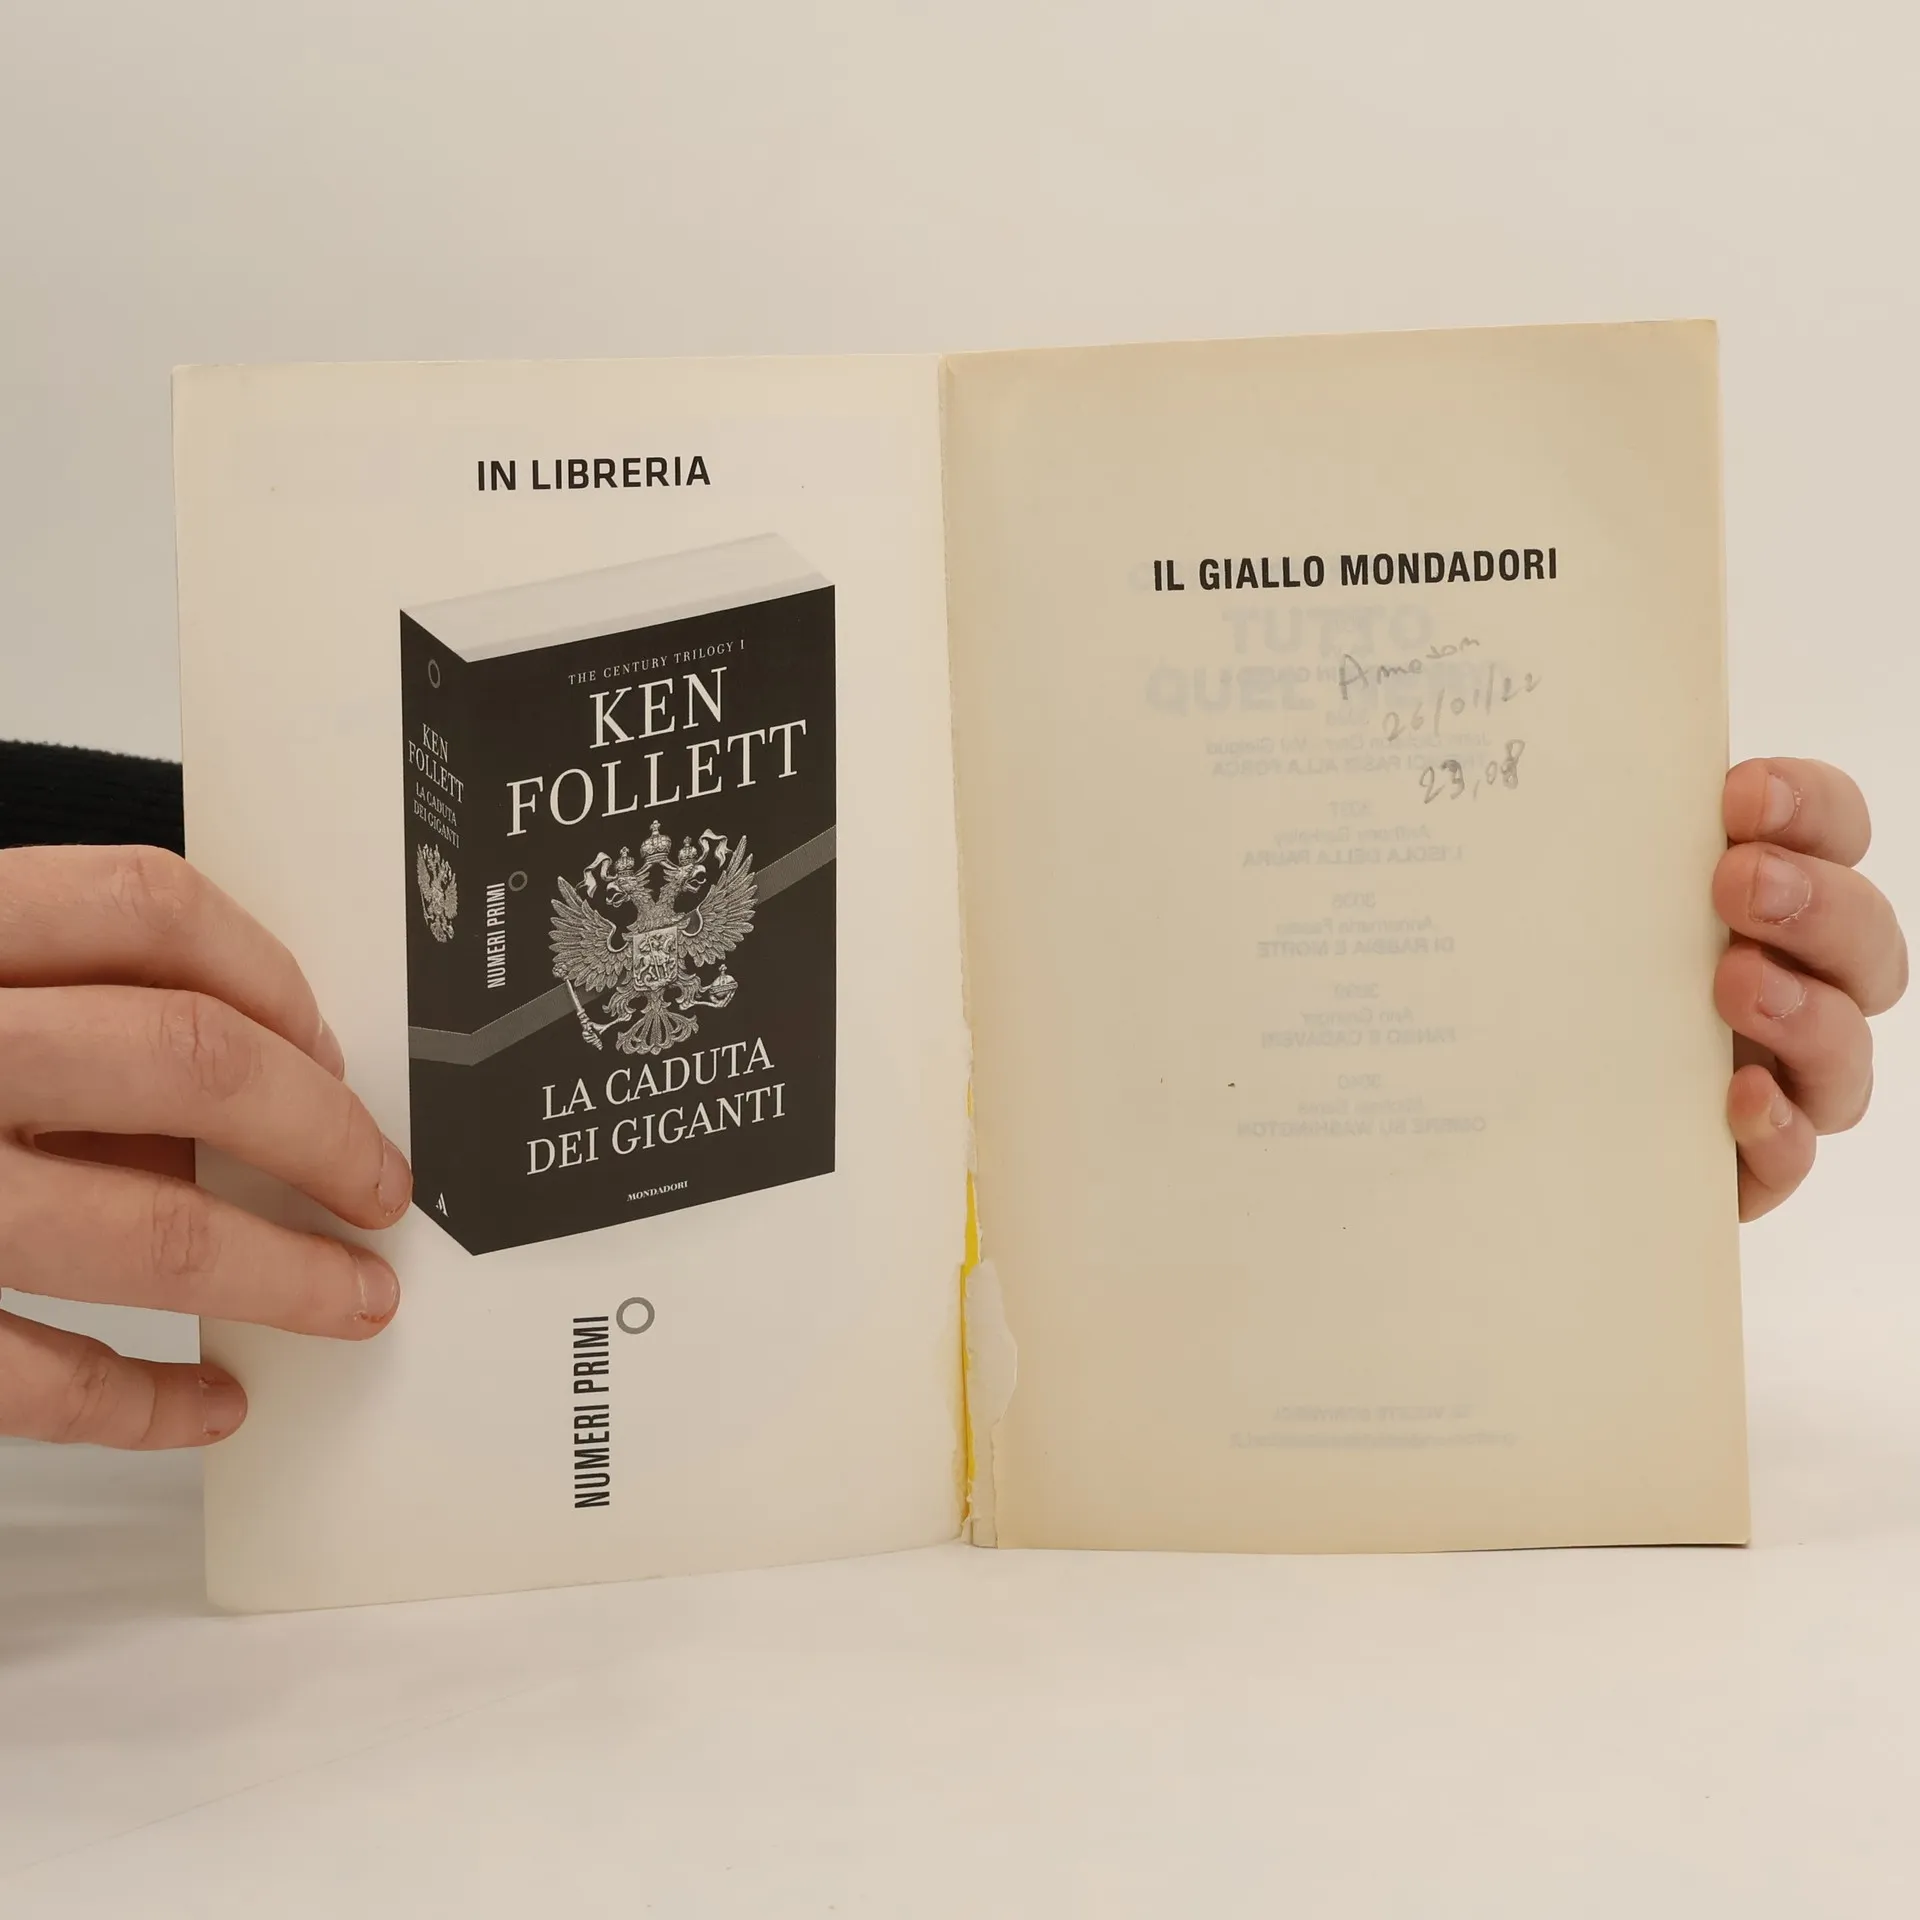 IN LIBRERIA
THE CENTURY TRILOGY I
KEN
FOLLETT
NUMERI PRIMI
LA CADUTA
DEI GIGANTI
MONDADORI
KEN
FOLLETT
LA CADUTA
DEI GIGANTI
NUMERI PRIMI
IL GIALLO MONDADORI
26/01/22
23,08